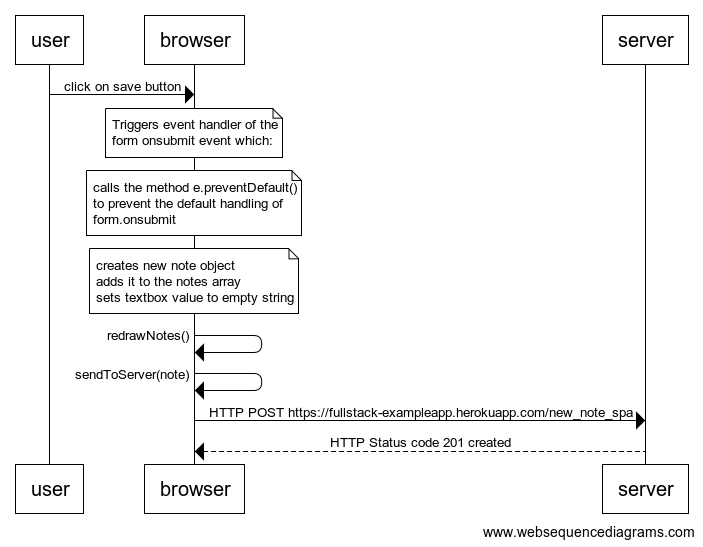 user
browser
server
click on save button
Triggers event handler of the
form onsubmit event which:
calls the method e.preventDefault()
to prevent the default handling of
form.onsubmit
creates new note object
adds it to the notes array
sets textbox value to empty string
redrawNotes()
sendToServer(note)
HTTP POST https://fullstack-exampleapp.herokuapp.com/new_note_spa
HTTP Status code 201 created
user
browser
server
www.websequencediagrams.com